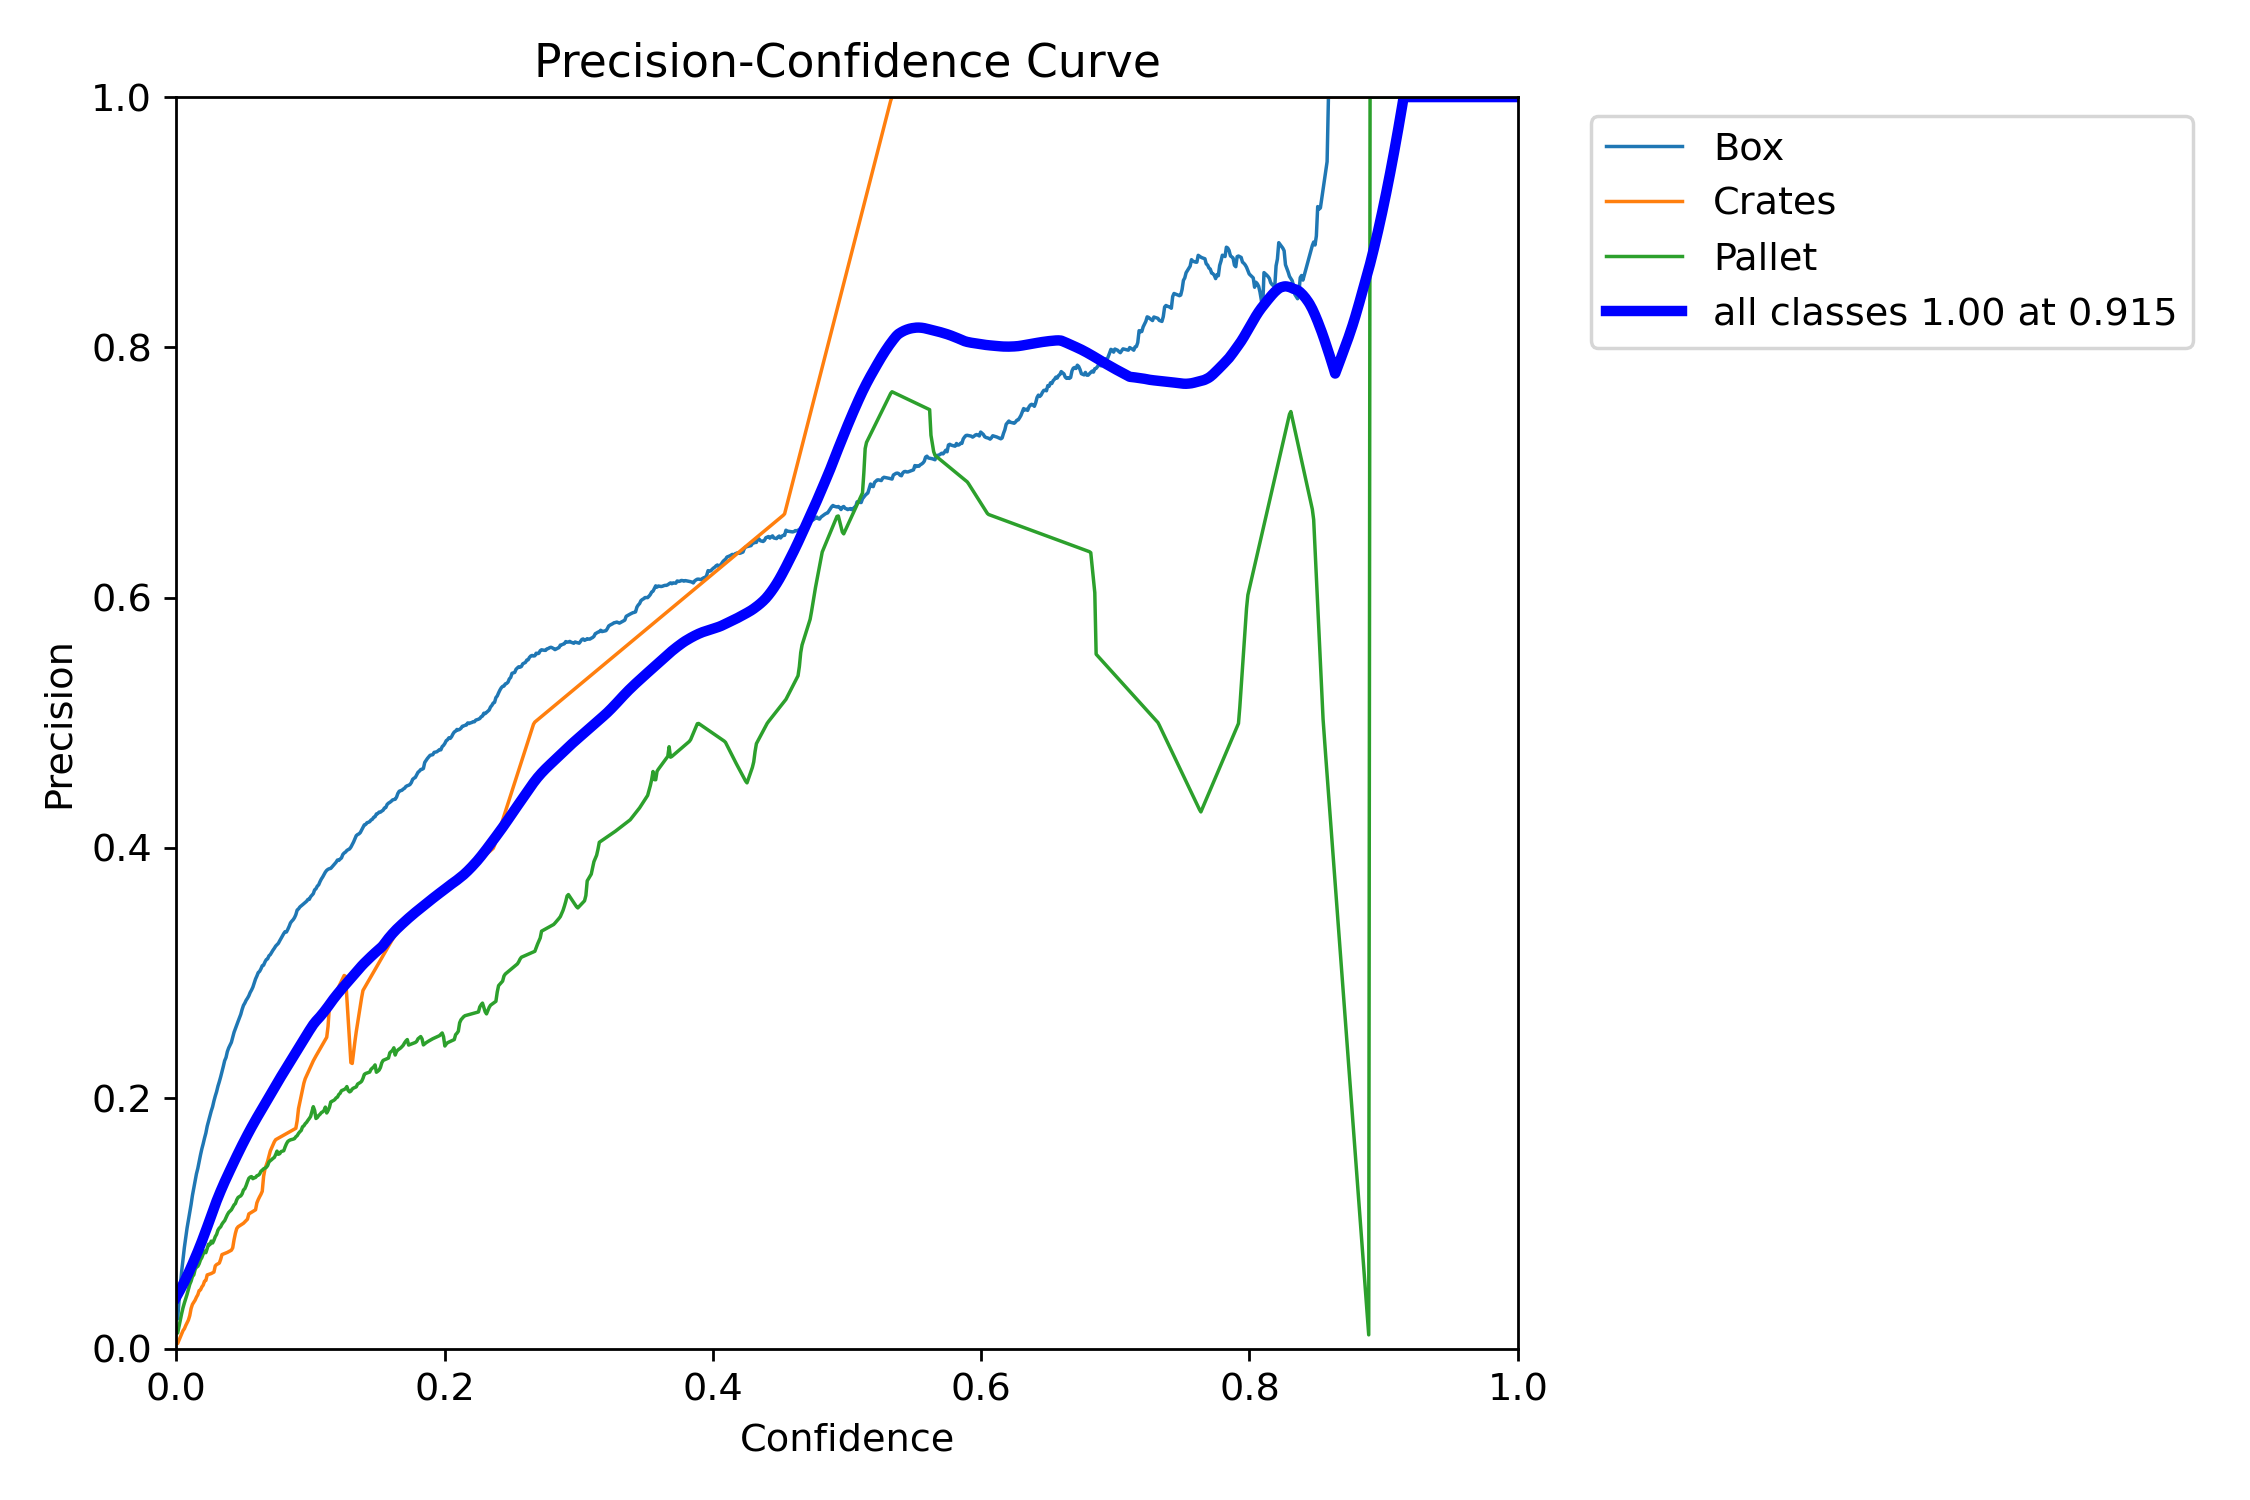 Precision-Confidence Curve
1.0
0.8
0.6
0.4
0.2
0.0
Precision
0.0 0.2 0.4 0.6 0.8 1.0
Confidence
Box
Crates
Pallet
all classes 1.00 at 0.915